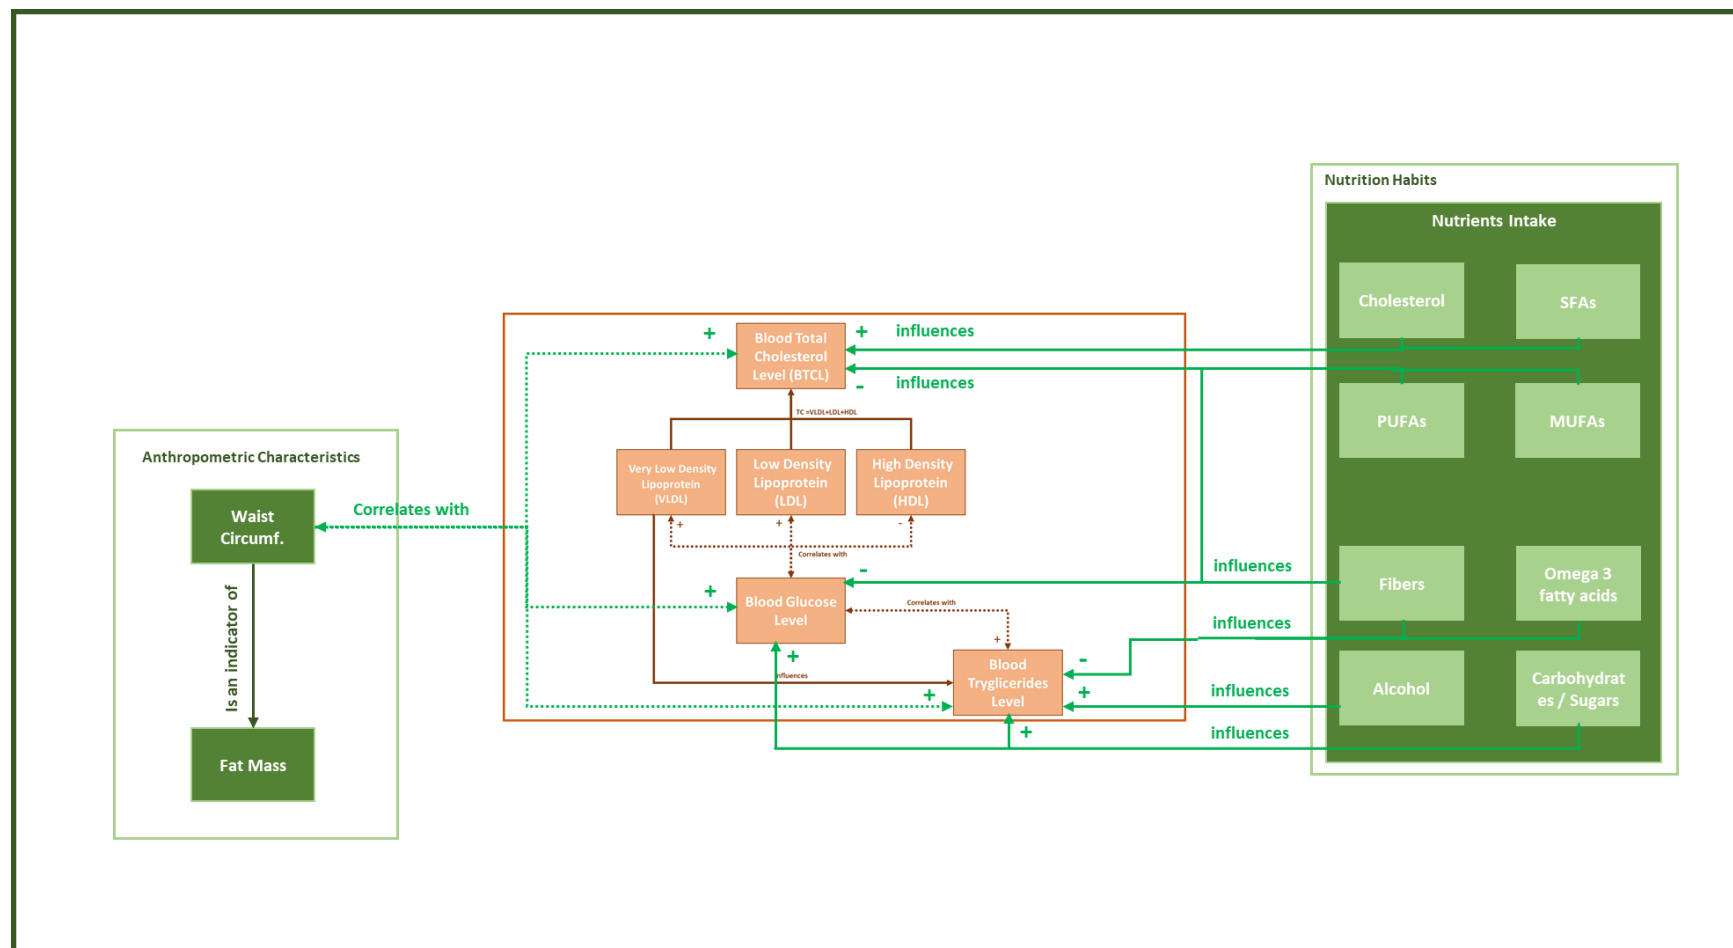 Nutrition Habits
Nutrients Intake
Cholesterol
SFAs
PUFAs
MUFAs
Fibers
Omega 3
fatty acids
Alcohol
Carbohydrat
es / Sugars
+
influences
-
influences
influences
influences
influences
influences
+
Blood Total
Cholesterol
Level (BTCL)
TC =VLDL+LDL+HDL
Very Low Density
Lipoprotein
(VLDL)
Low Density
Lipoprotein
(LDL)
High Density
Lipoprotein
(HDL)
+
+
-
Correlates with
-
+
Blood Glucose
Level
Correlates with
+
+
influences
Blood
Tryglicerides
Level
-
+
+
+
Anthropometric Characteristics
Waist
Circumf.
Correlates with
Is an indicator of
Fat Mass